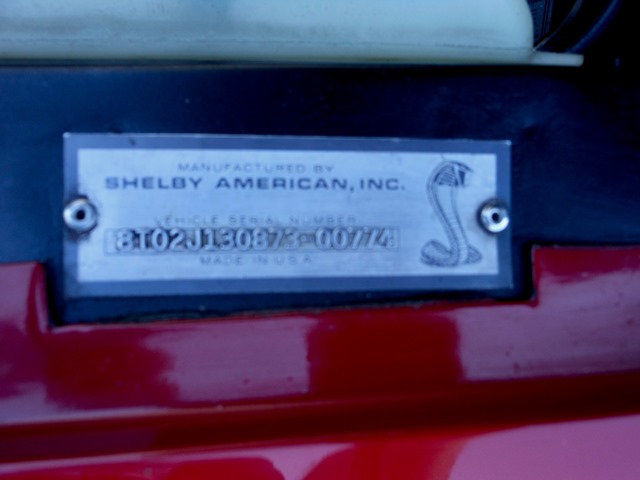 MANUFACTURED BY
SHELBY AMERICAN, INC.
VEHICLE SERIAL NUMBER
8T02J130873-00774
MADE IN U.S.A.